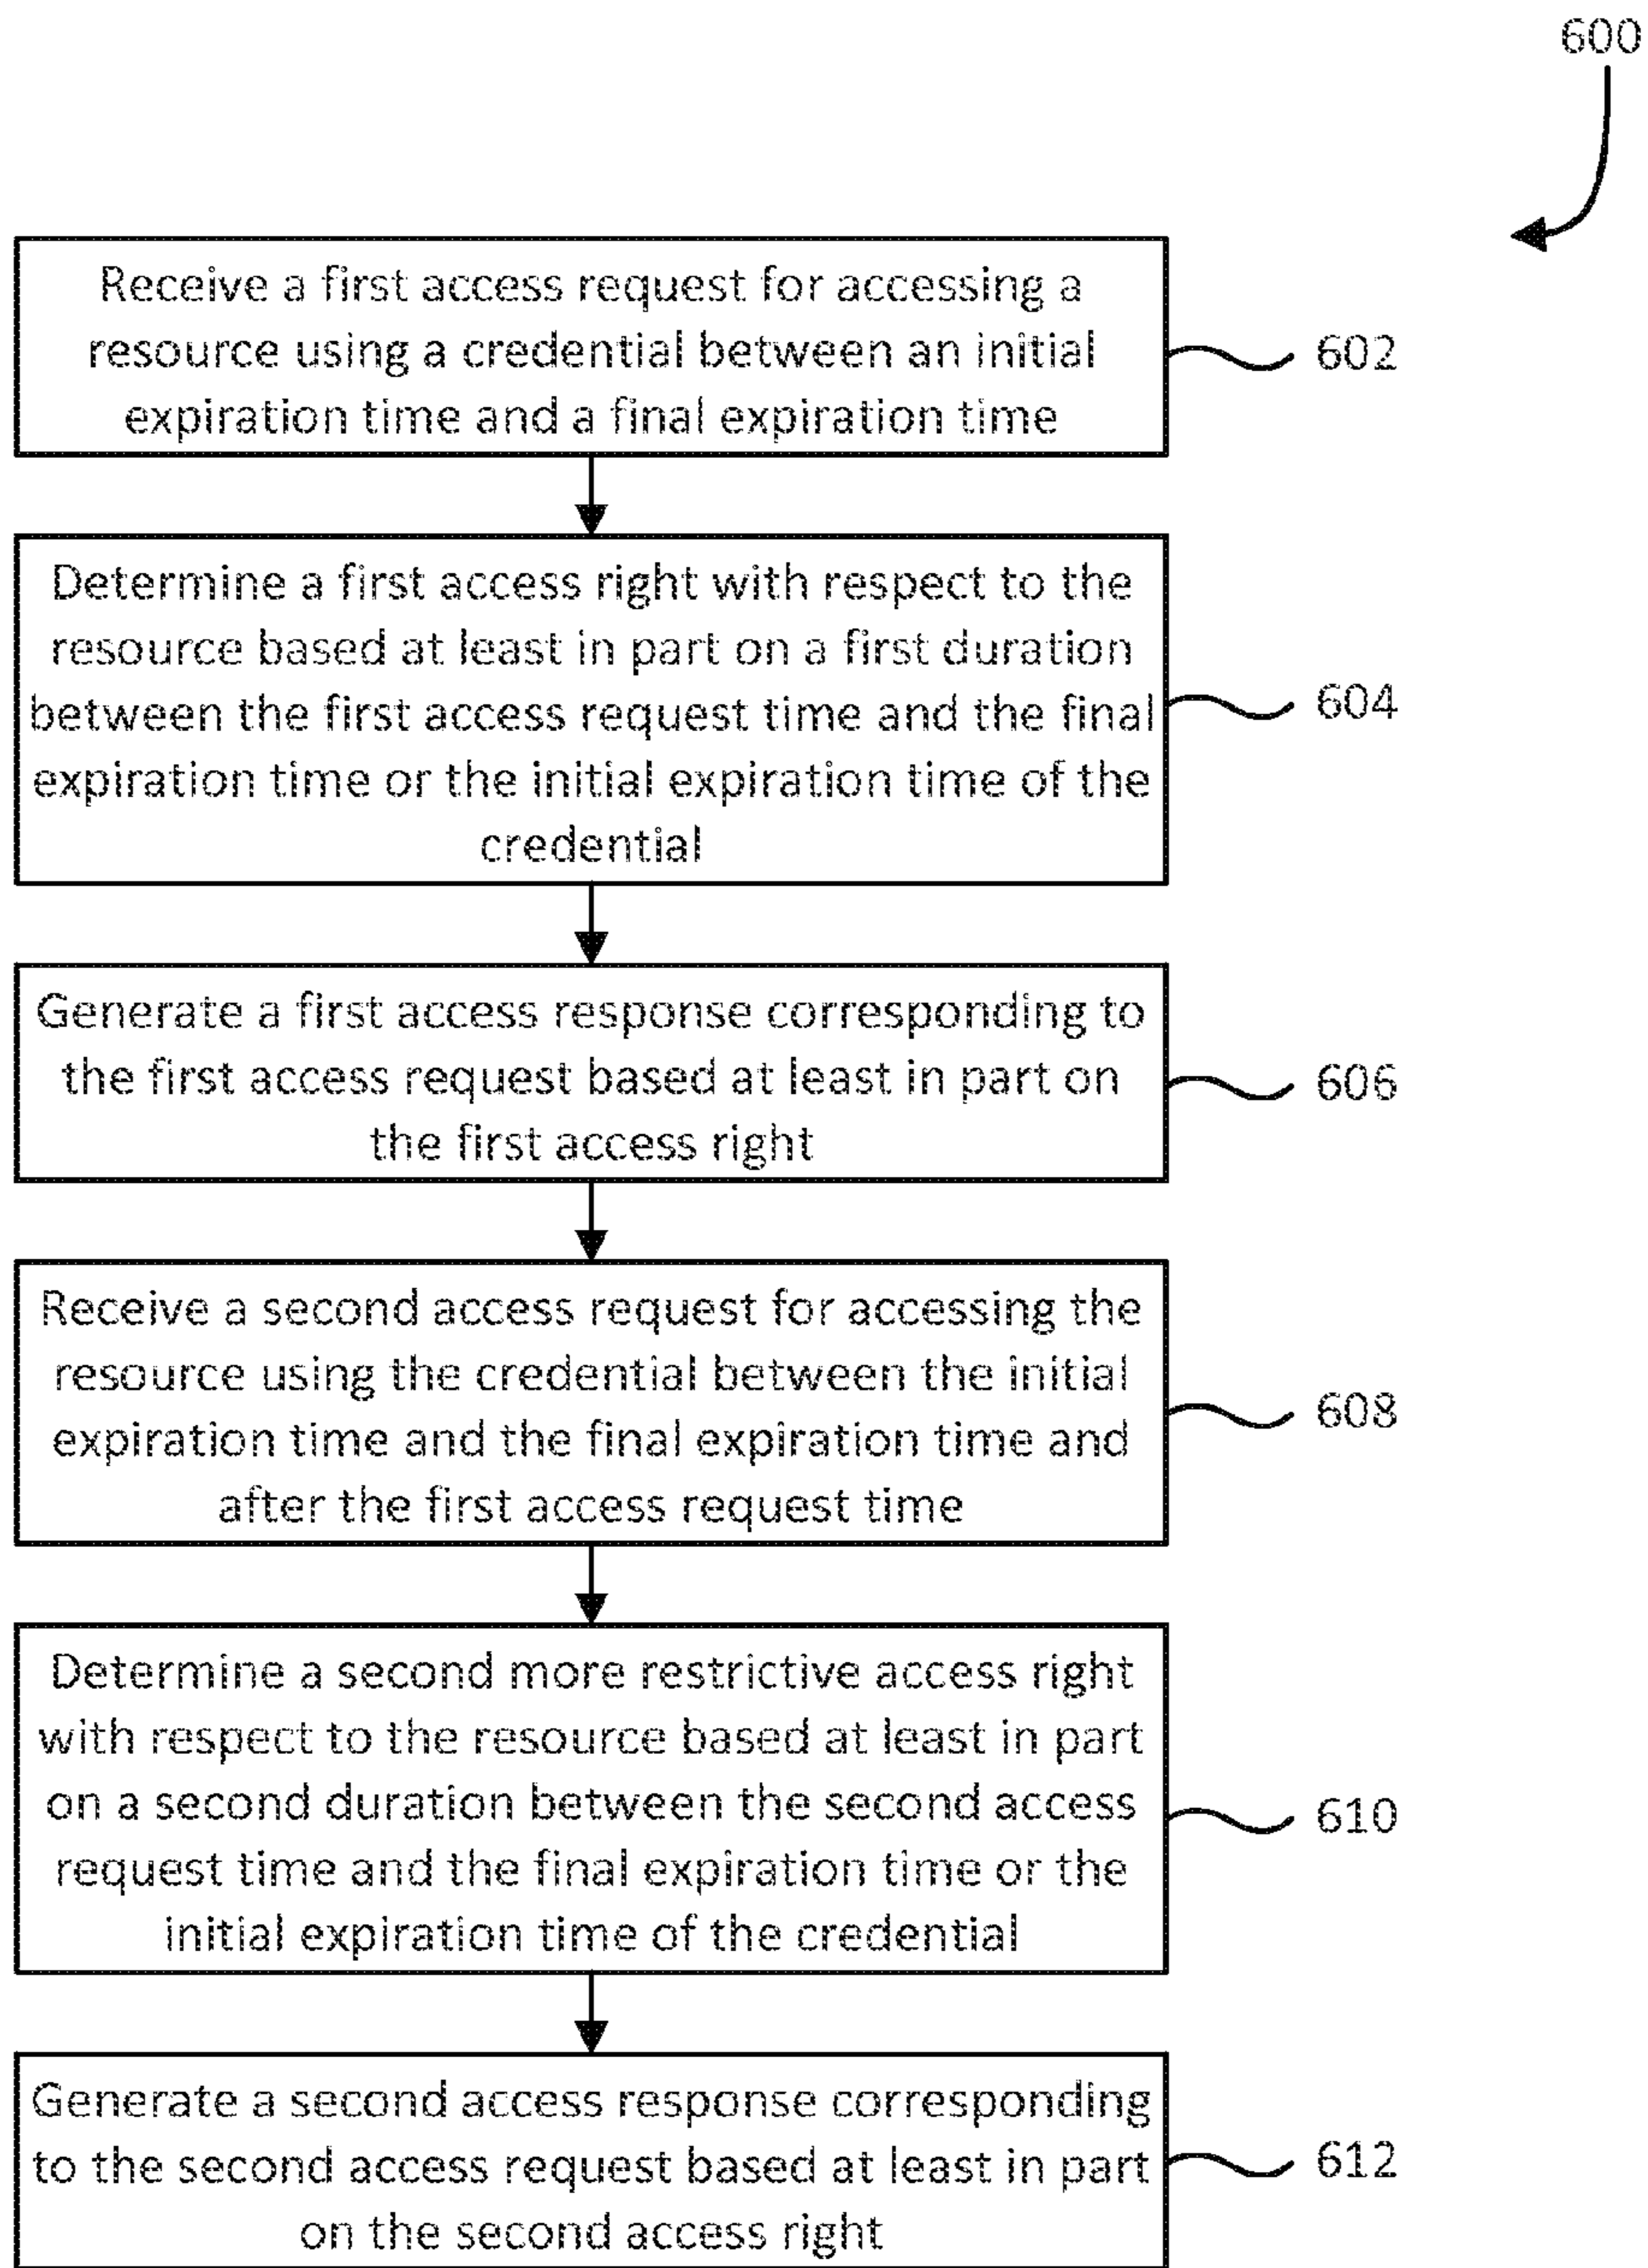 600
Receive a first access request for accessing a
resource using a credential between an initial
expiration time and a final expiration time
602
Determine a first access right with respect to the
resource based at least in part on a first duration
between the first access request time and the final
expiration time or the initial expiration time of the
credential
604
Generate a first access response corresponding to
the first access request based at least in part on
the first access right
606
Receive a second access request for accessing the
resource using the credential between the initial
expiration time and the final expiration time and
after the first access request time
608
Determine a second more restrictive access right
with respect to the resource based at least in part
on a second duration between the second access
request time and the final expiration time or the
initial expiration time of the credential
610
Generate a second access response corresponding
to the second access request based at least in part
on the second access right
612